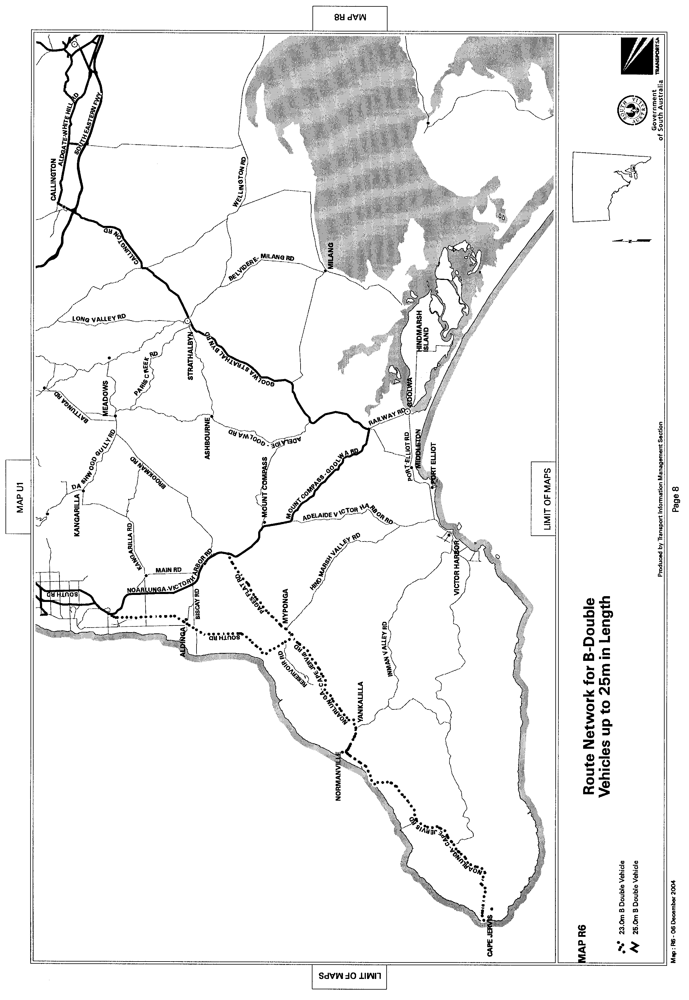 MAP U1
MAP R8
LIMIT OF MAPS
LIMIT OF MAPS
CALLINGTON
ALDGATE-WHITE HILL RD
SOUTH EASTERN FWY
CALLINGTON RD
WELLINGTON RD
BELVIDERE-MILANG RD
MILANG
LONG VALLEY RD
STRATHALBYN
GOOLWA STRATHALBYN RD
PARIS CREEK RD
MEADOWS
BATTUNGA RD
DASHWOOD GULLY RD
KANGARILLA
BROOKMAN RD
ASHBOURNE
ADELAIDE - GOOLWA RD
HINDMARSH
ISLAND
GOOLWA
RAILWAY RD
PORT-ELLIOT RD
MIDDLETON
PORT ELLIOT
MOUNT COMPASS
MOUNT COMPASS - GOOLWA RD
ADELAIDE VICTOR HARBOR RD
HINDMARSH VALLEY RD
VICTOR HARBOR
KANGARILLA RD
MAIN RD
NOARLUNGA-VICTOR HARBOR RD
SOUTH RD
BISCAY RD
PAGES FLAT RD
MYPONGA
ALDINGA
SOUTH RD
RESERVOIR RD
NOARLUNGA-CAPE JERVIS RD
INMAN VALLEY RD
YANKALILLA
NORMANVILLE
NOARLUNGA-CAPE JERVIS RD
CAPE JERVIS
MAP R6
23.0m B Double Vehicle
25.0m B Double Vehicle
Route Network for B-Double
Vehicles up to 25m in Length
N
R6
SOUTH AUSTRALIA
Government
of South Australia
TRANSPORT SA
Produced by Transport Information Management Section
Map : R6 - 06 December 2004
Page 8